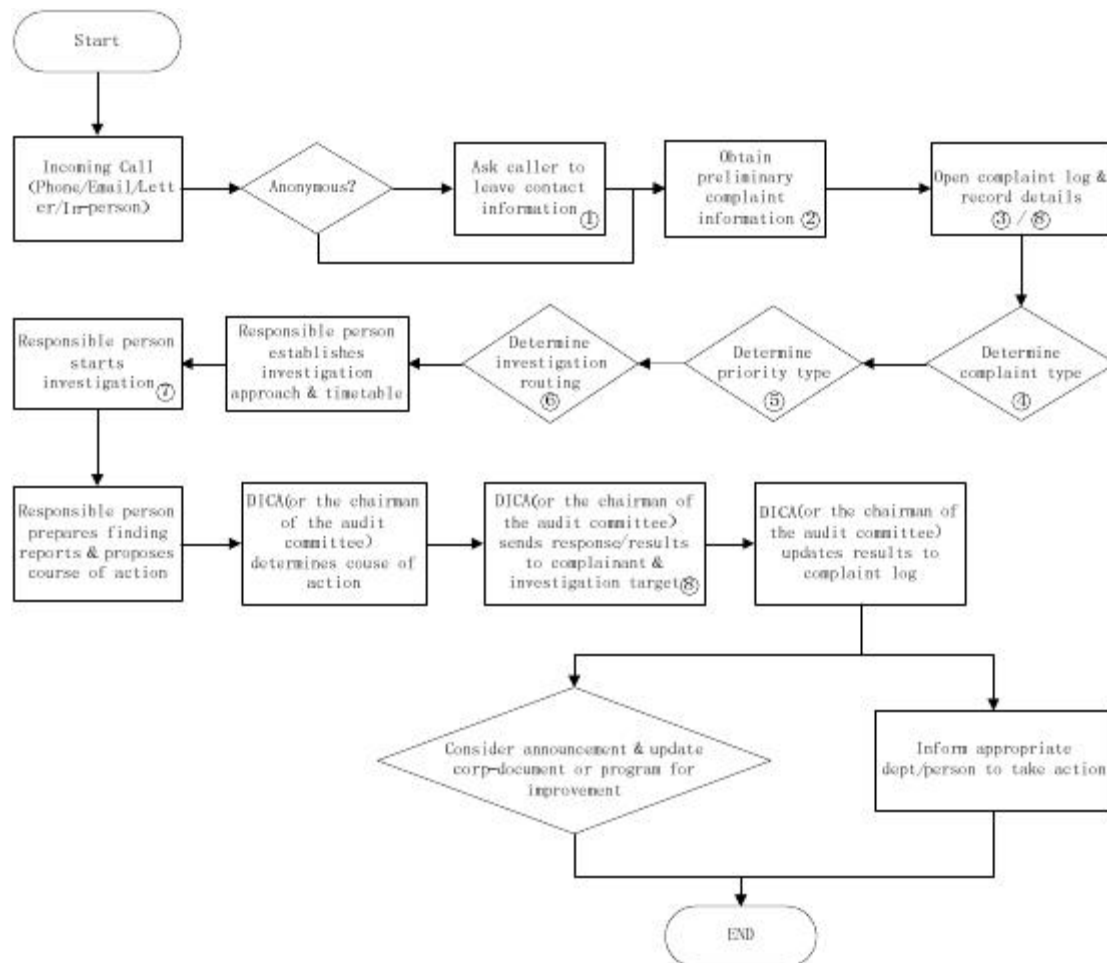 Start
Incoming Call
(Phone/Email/Lett
er/In-person)
Anonymous?
Ask caller to
leave contact
information
①
Obtain
preliminary
complaint
information
②
Open complaint log &
record details
③ / ⑧
Responsible person
starts
investigation
⑦
Responsible person
establishes
investigation
approach & timetable
Determine
investigation
routing
⑥
Determine
priority type
⑤
Determine
complaint type
④
Responsible person
prepares finding
reports & proposes
course of action
DICA(or the chairman
of the audit
committee)
determines couse of
action
DICA(or the chairman of
the audit committee)
sends response/results
to complainant &
investigation target
⑧
DICA(or the chairman of
the audit committee)
updates results to
complaint log
Consider announcement & update
corp-document or program for
improvement
Inform appropriate
dept/person to take action
END